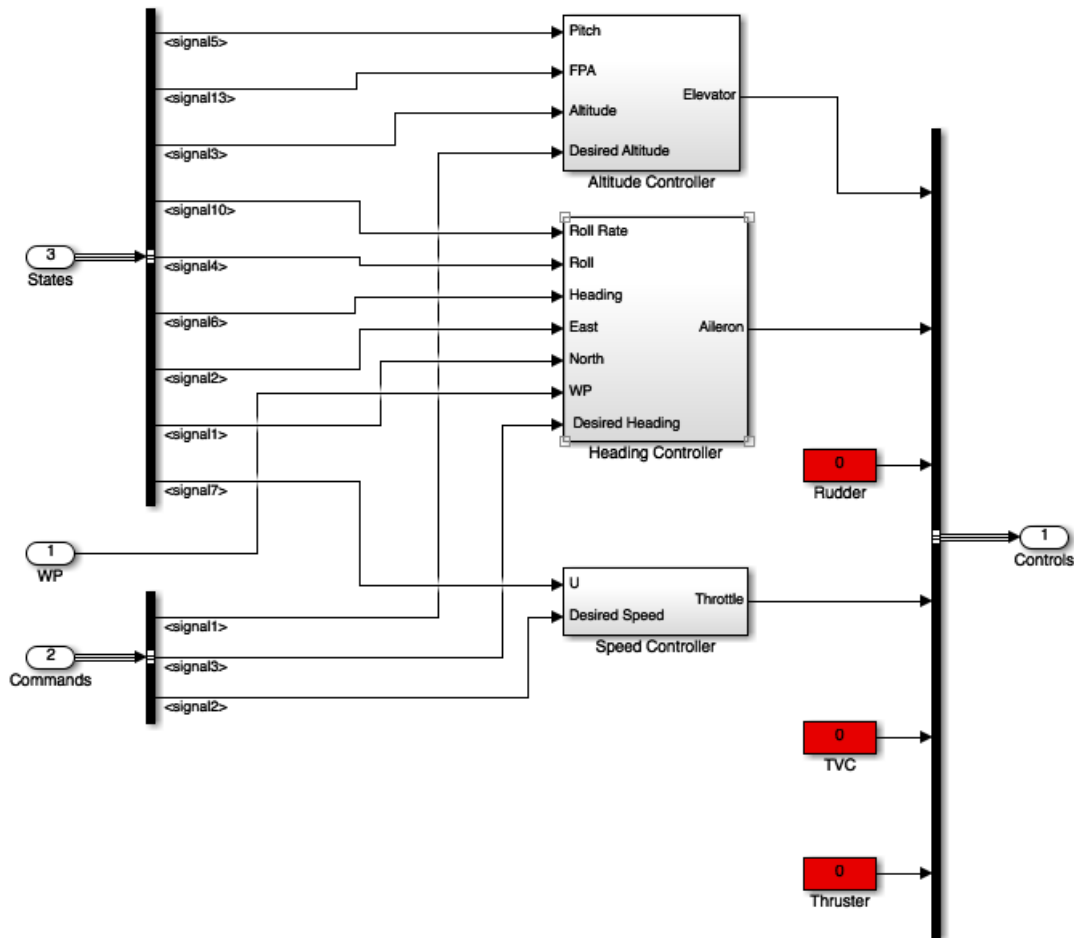 3
States
<signal5>
<signal13>
<signal3>
<signal10>
<signal4>
<signal6>
<signal2>
<signal1>
<signal7>
1
WP
2
Commands
<signal1>
<signal3>
<signal2>
Pitch
FPA
Altitude
Desired Altitude
Elevator
Altitude Controller
Roll Rate
Roll
Heading
East
North
WP
Desired Heading
Aileron
Heading Controller
U
Desired Speed
Throttle
Speed Controller
0
Rudder
0
TVC
0
Thruster
1
Controls